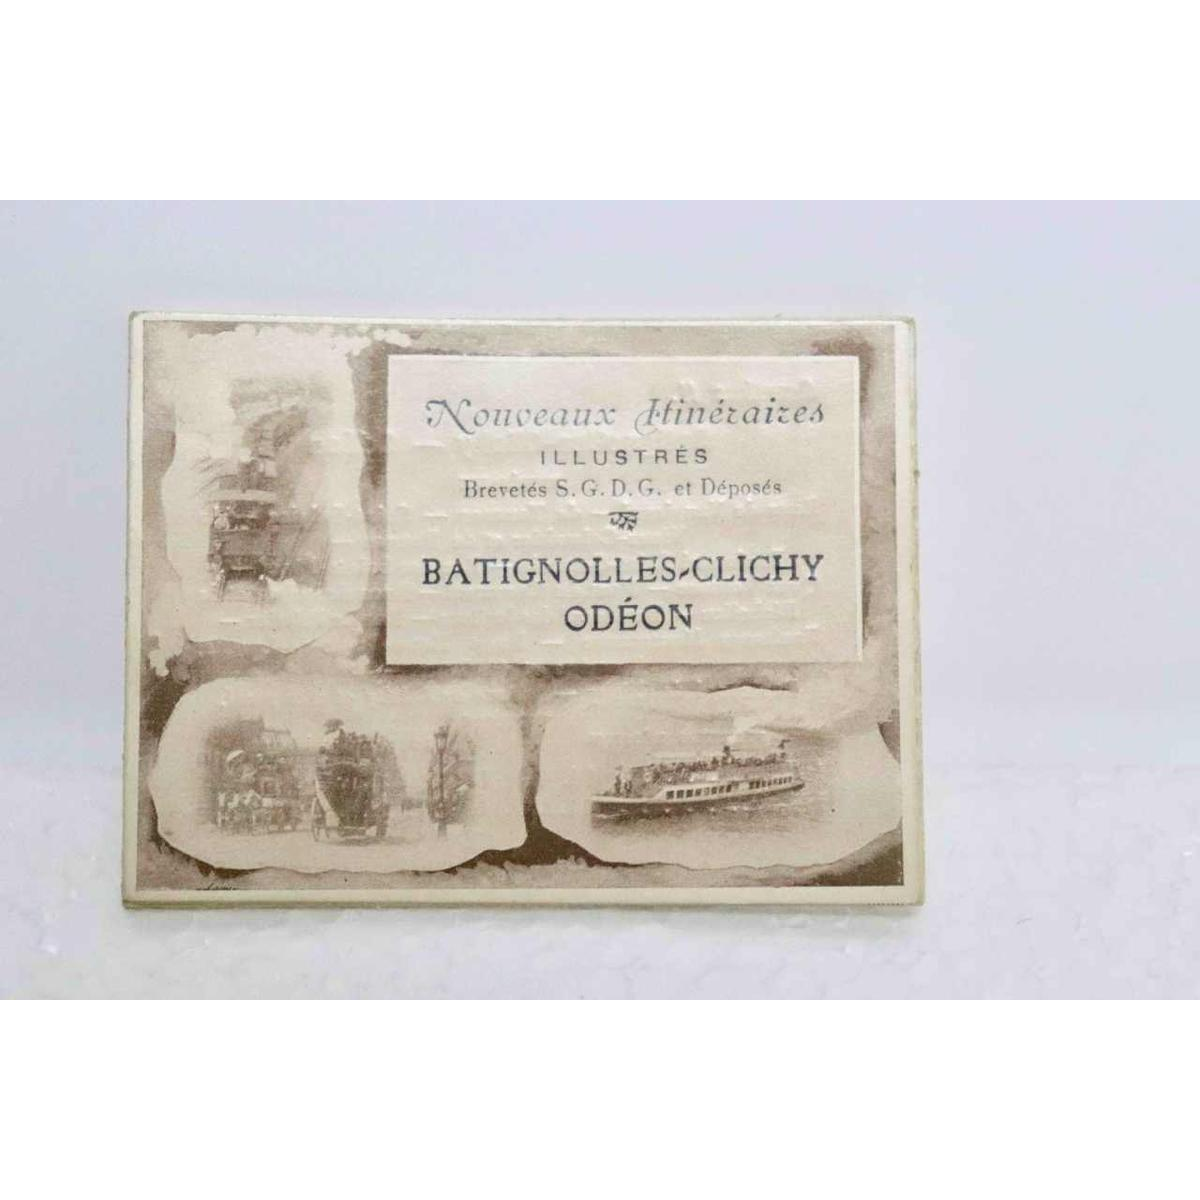 Nouveaux Itinéraires
ILLUSTRÉS
Brevetés S.G.D.G. et Déposés
BATIGNOLLES-CLICHY
ODÉON